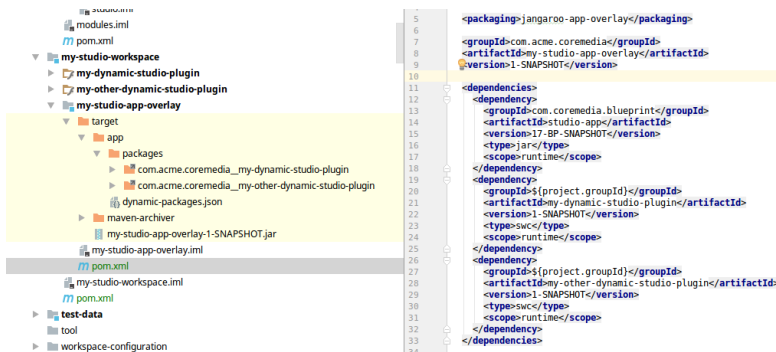 studio.iml
modules.iml
pom.xml
my-studio-workspace
my-dynamic-studio-plugin
my-other-dynamic-studio-plugin
my-studio-app-overlay
target
app
packages
com.acme.coremedia__my-dynamic-studio-plugin
com.acme.coremedia__my-other-dynamic-studio-plugin
dynamic-packages.json
maven-archiver
my-studio-app-overlay-1-SNAPSHOT.jar
my-studio-app-overlay.iml
pom.xml
my-studio-workspace.iml
pom.xml
test-data
tool
workspace-configuration
5 <packaging>jangaroo-app-overlay</packaging>
6
7 <groupId>com.acme.coremedia</groupId>
8 <artifactId>my-studio-app-overlay</artifactId>
9 <version>1-SNAPSHOT</version>
10
11 <dependencies>
12 <dependency>
13 <groupId>com.coremedia.blueprint</groupId>
14 <artifactId>studio-app</artifactId>
15 <version>17-BP-SNAPSHOT</version>
16 <type>jar</type>
17 <scope>runtime</scope>
18 </dependency>
19 <dependency>
20 <groupId>${project.groupId}</groupId>
21 <artifactId>my-dynamic-studio-plugin</artifactId>
22 <version>1-SNAPSHOT</version>
23 <type>swc</type>
24 <scope>runtime</scope>
25 </dependency>
26 <dependency>
27 <groupId>${project.groupId}</groupId>
28 <artifactId>my-other-dynamic-studio-plugin</artifactId>
29 <version>1-SNAPSHOT</version>
30 <type>swc</type>
31 <scope>runtime</scope>
32 </dependency>
33 </dependencies>
34